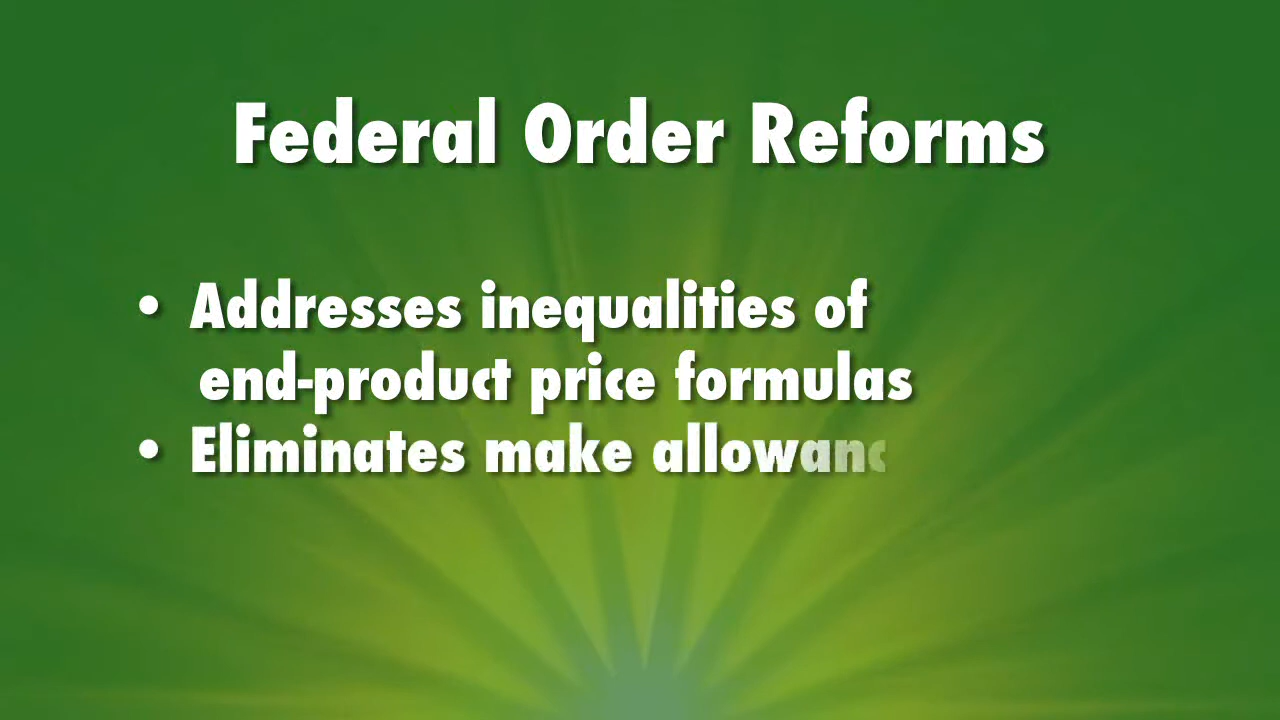 Federal Order Reforms
• Addresses inequalities of
end-product price formulas
• Eliminates make allowanc